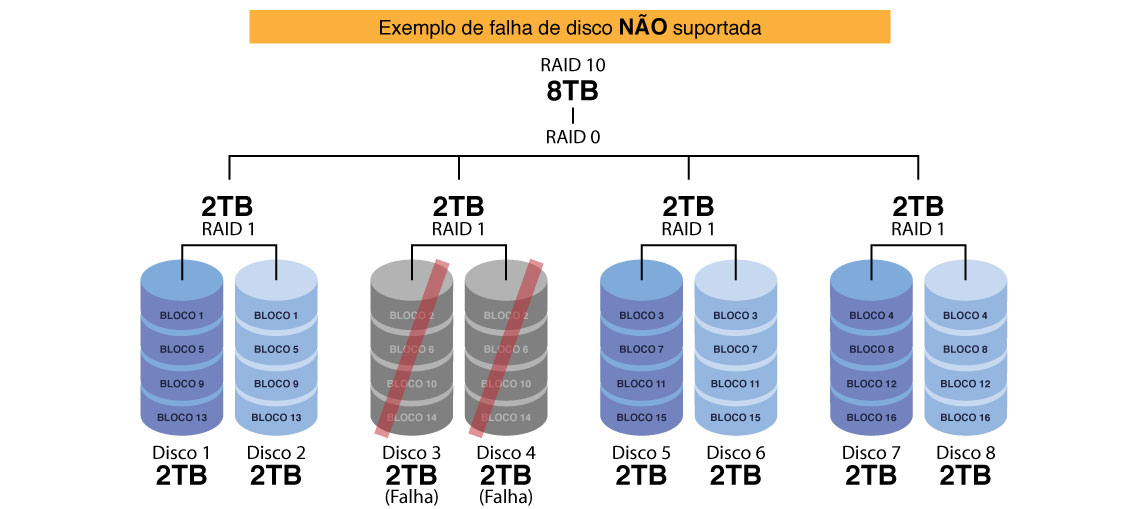 Exemplo de falha de disco NÃO suportada
RAID 10
8TB
RAID 0
2TB
RAID 1
2TB
RAID 1
2TB
RAID 1
2TB
RAID 1
BLOCO 1
BLOCO 5
BLOCO 9
BLOCO 13
BLOCO 1
BLOCO 5
BLOCO 9
BLOCO 13
BLOCO 2
BLOCO 6
BLOCO 10
BLOCO 14
BLOCO 2
BLOCO 6
BLOCO 10
BLOCO 14
BLOCO 3
BLOCO 7
BLOCO 11
BLOCO 15
BLOCO 3
BLOCO 7
BLOCO 11
BLOCO 15
BLOCO 4
BLOCO 8
BLOCO 12
BLOCO 16
BLOCO 4
BLOCO 8
BLOCO 12
BLOCO 16
Disco 1
2TB
Disco 2
2TB
Disco 3
2TB
(Falha)
Disco 4
2TB
(Falha)
Disco 5
2TB
Disco 6
2TB
Disco 7
2TB
Disco 8
2TB